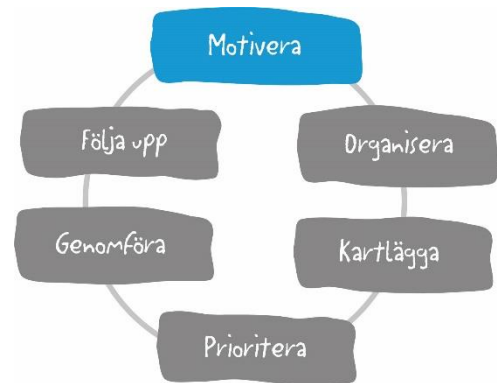 Motivera
Organisera
Kartlägga
Prioritera
Genomföra
Följa upp